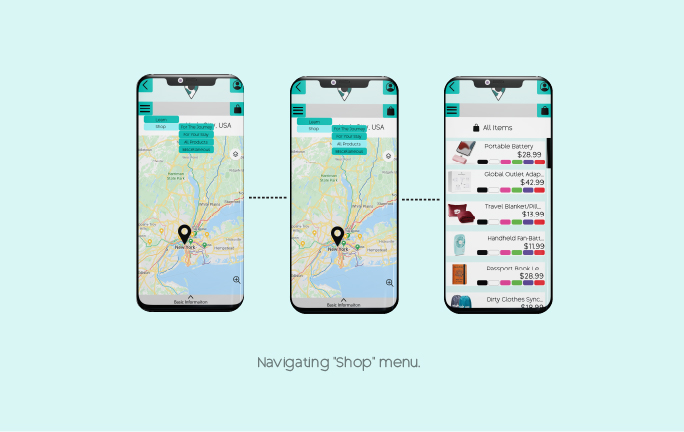 Learn
Shop
For The Journey
For Your Stay
All Products
Miscellaneous
, USA
New York
Basic Information
Learn
Shop
For The Journey
For Your Stay
All Products
Miscellaneous
, USA
New York
Basic Information
All Items
Portable Battery
$28.99
Global Outlet Adap...
$42.99
Travel Blanket/Pill...
$13.99
Handheld Fan-Batt...
$11.99
Passport Book Le...
$28.99
Dirty Clothes Sync...
$18.99
Navigating "Shop" menu.